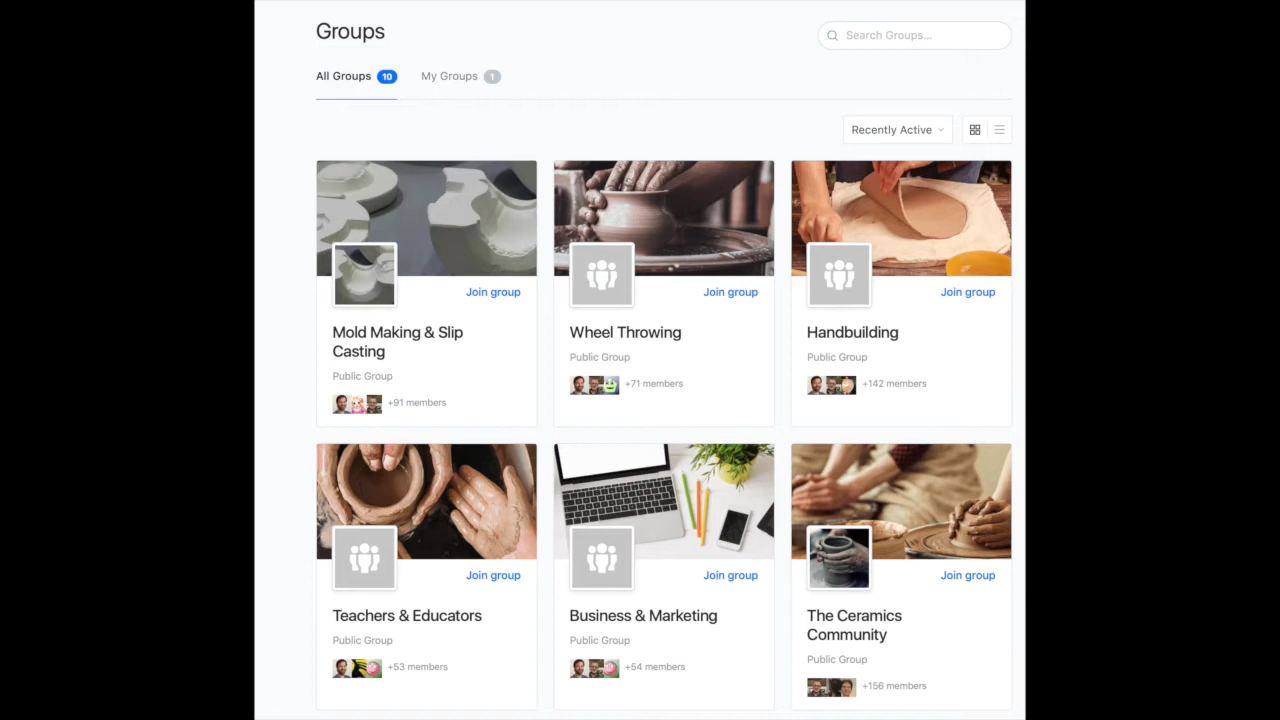 Groups
Search Groups...
All Groups 10 My Groups 1
Recently Active
Join group
Mold Making & Slip
Casting
Public Group
+91 members
Join group
Wheel Throwing
Public Group
+71 members
Join group
Handbuilding
Public Group
+142 members
Join group
Teachers & Educators
Public Group
+53 members
Join group
Business & Marketing
Public Group
+54 members
Join group
The Ceramics
Community
Public Group
+156 members